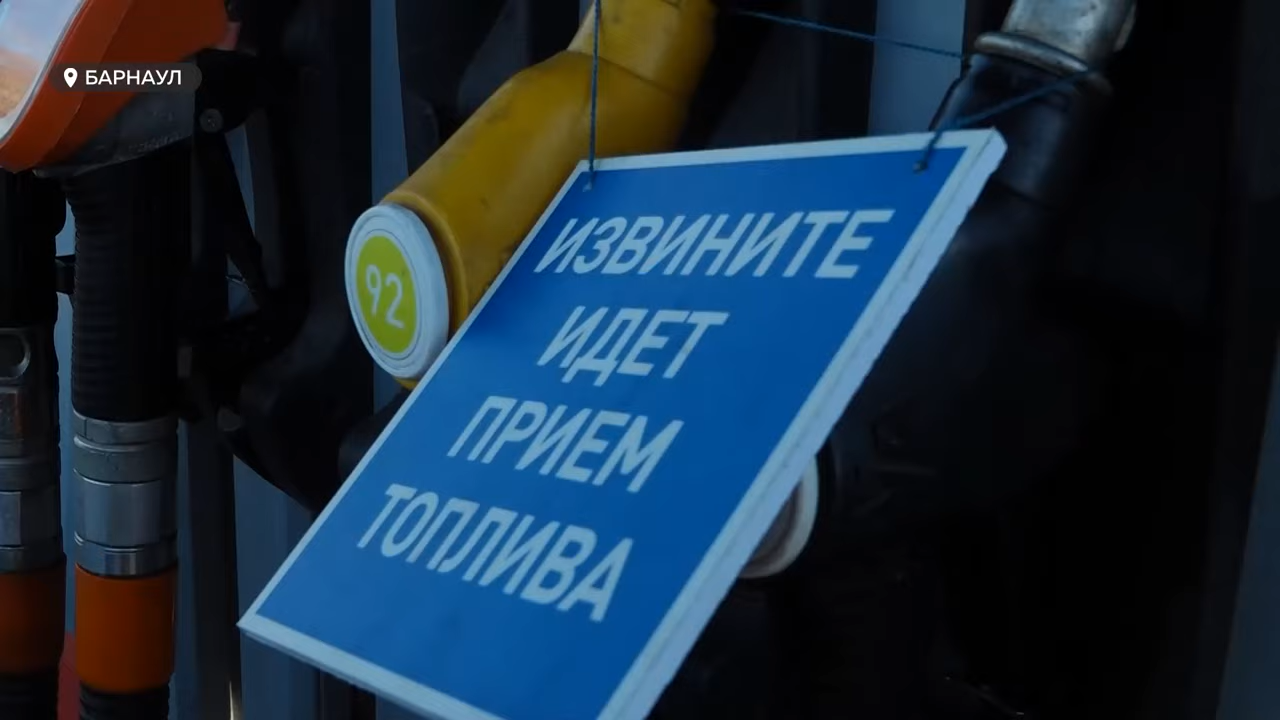 БАРНАУЛ
92
ИЗВИНИТЕ
ИДЕТ
ПРИЕМ
ТОПЛИВА